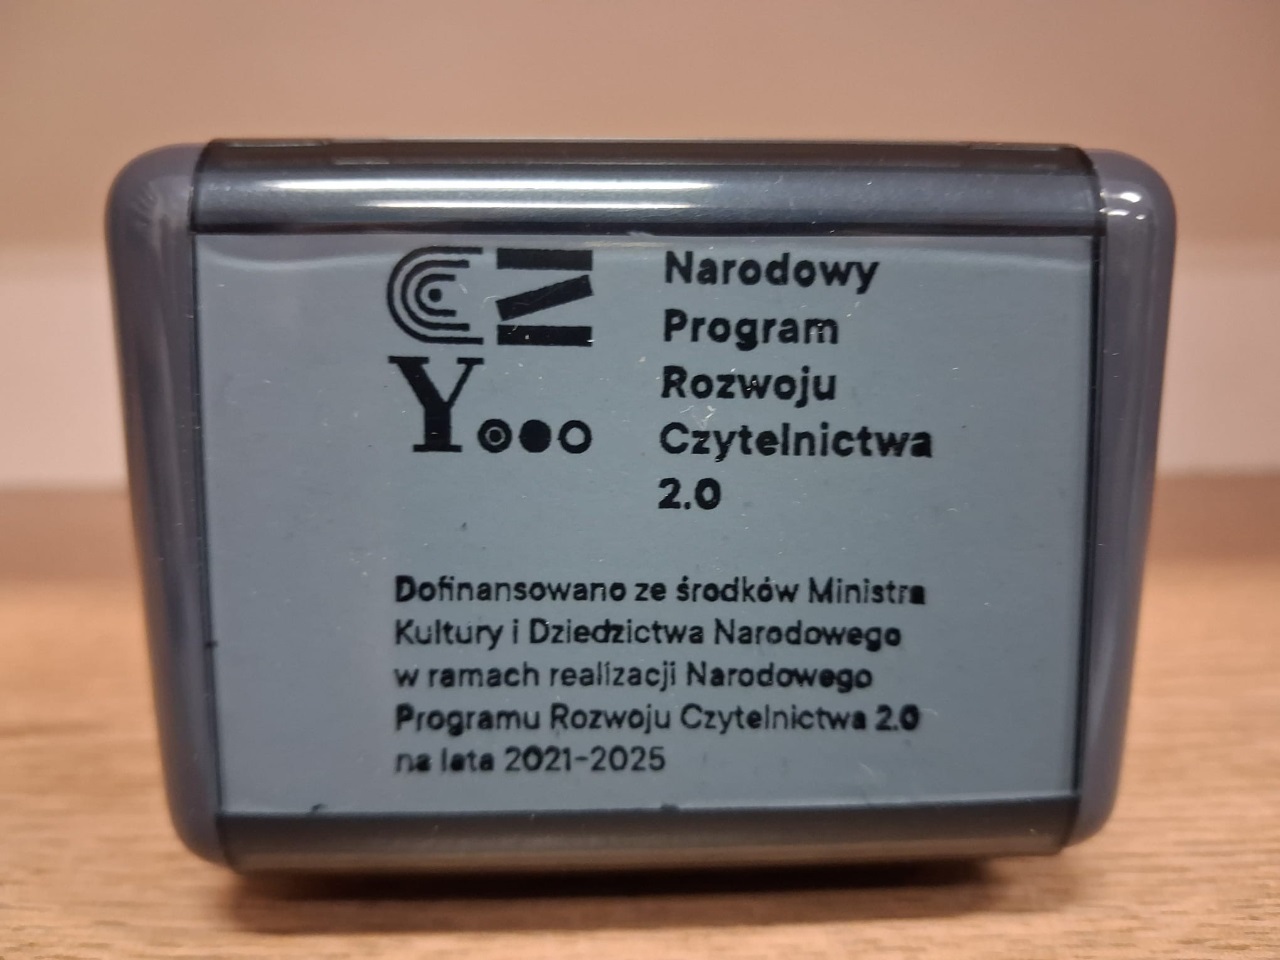 CZ
Y
Narodowy
Program
Rozwoju
Czytelnictwa
2.0
Dofinansowano ze środków Ministra
Kultury i Dziedzictwa Narodowego
w ramach realizacji Narodowego
Programu Rozwoju Czytelnictwa 2.0
na lata 2021-2025